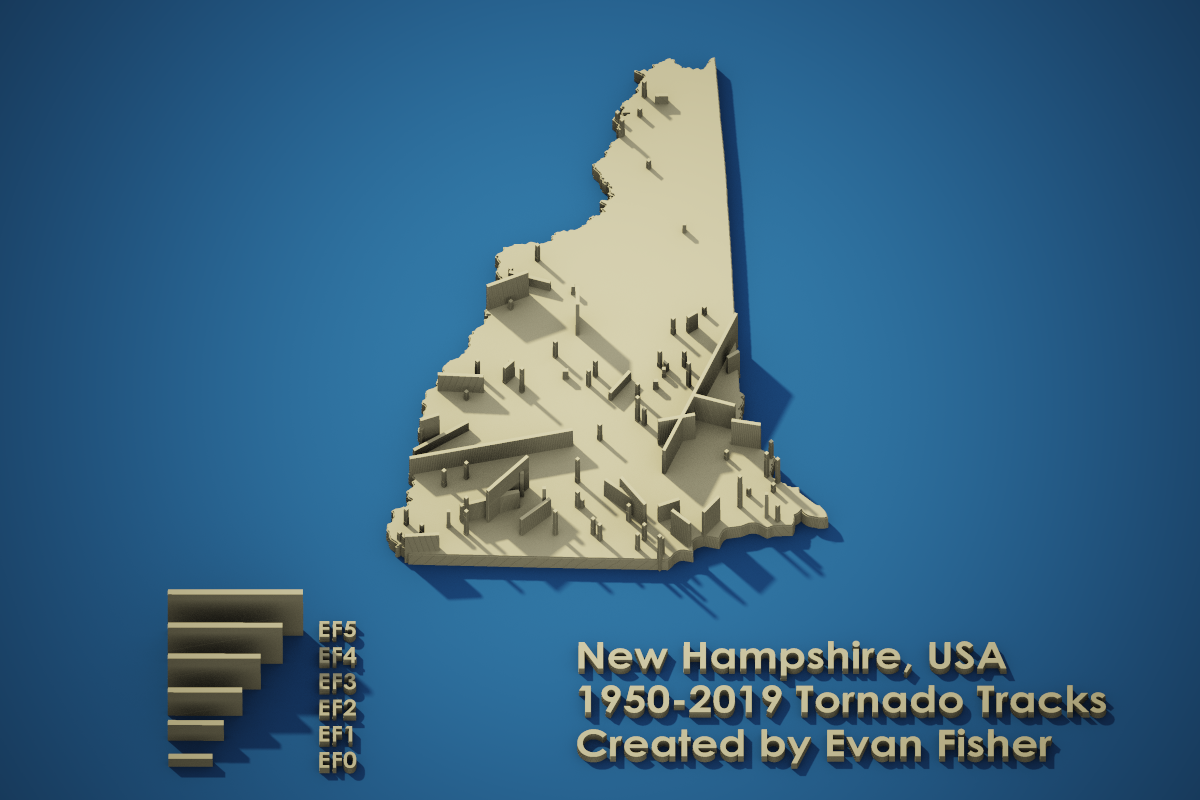 EF5
EF4
EF3
EF2
EF1
EF0
New Hampshire, USA
1950-2019 Tornado Tracks
Created by Evan Fisher